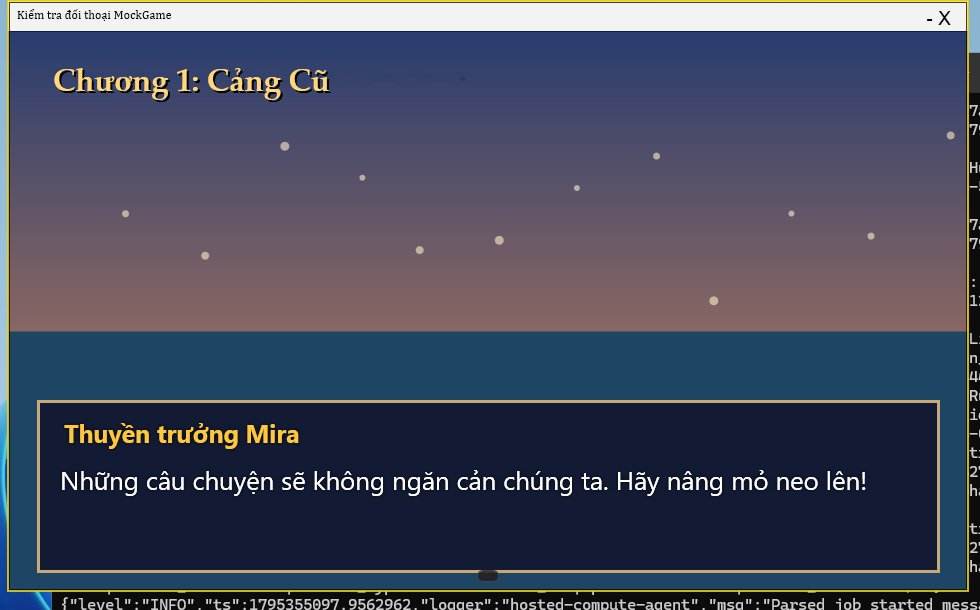 Kiểm tra đối thoại MockGame
- X
Chương 1: Cảng Cũ
Thuyền trưởng Mira
Những câu chuyện sẽ không ngăn cản chúng ta. Hãy nâng mỏ neo lên!
{"level":"INFO","ts":1795355097.9562962,"logger":"hosted-compute-agent","msg":"Parsed job started mes